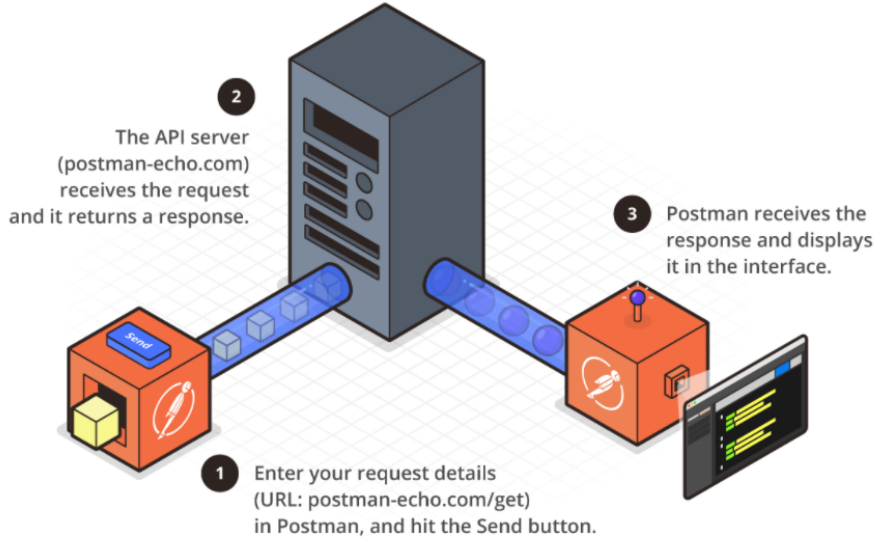 2
The API server
(postman-echo.com)
receives the request
and it returns a response.
3
Postman receives the
response and displays
it in the interface.
Send
1
Enter your request details
(URL: postman-echo.com/get)
in Postman, and hit the Send button.